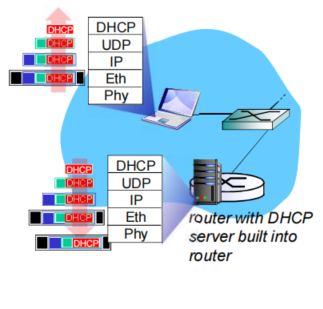 DHCP
DHCP
DHCP
DHCP
DHCP
UDP
IP
Eth
Phy
DHCP
DHCP
DHCP
DHCP
DHCP
DHCP
UDP
IP
Eth
Phy
router with DHCP
server built into
router